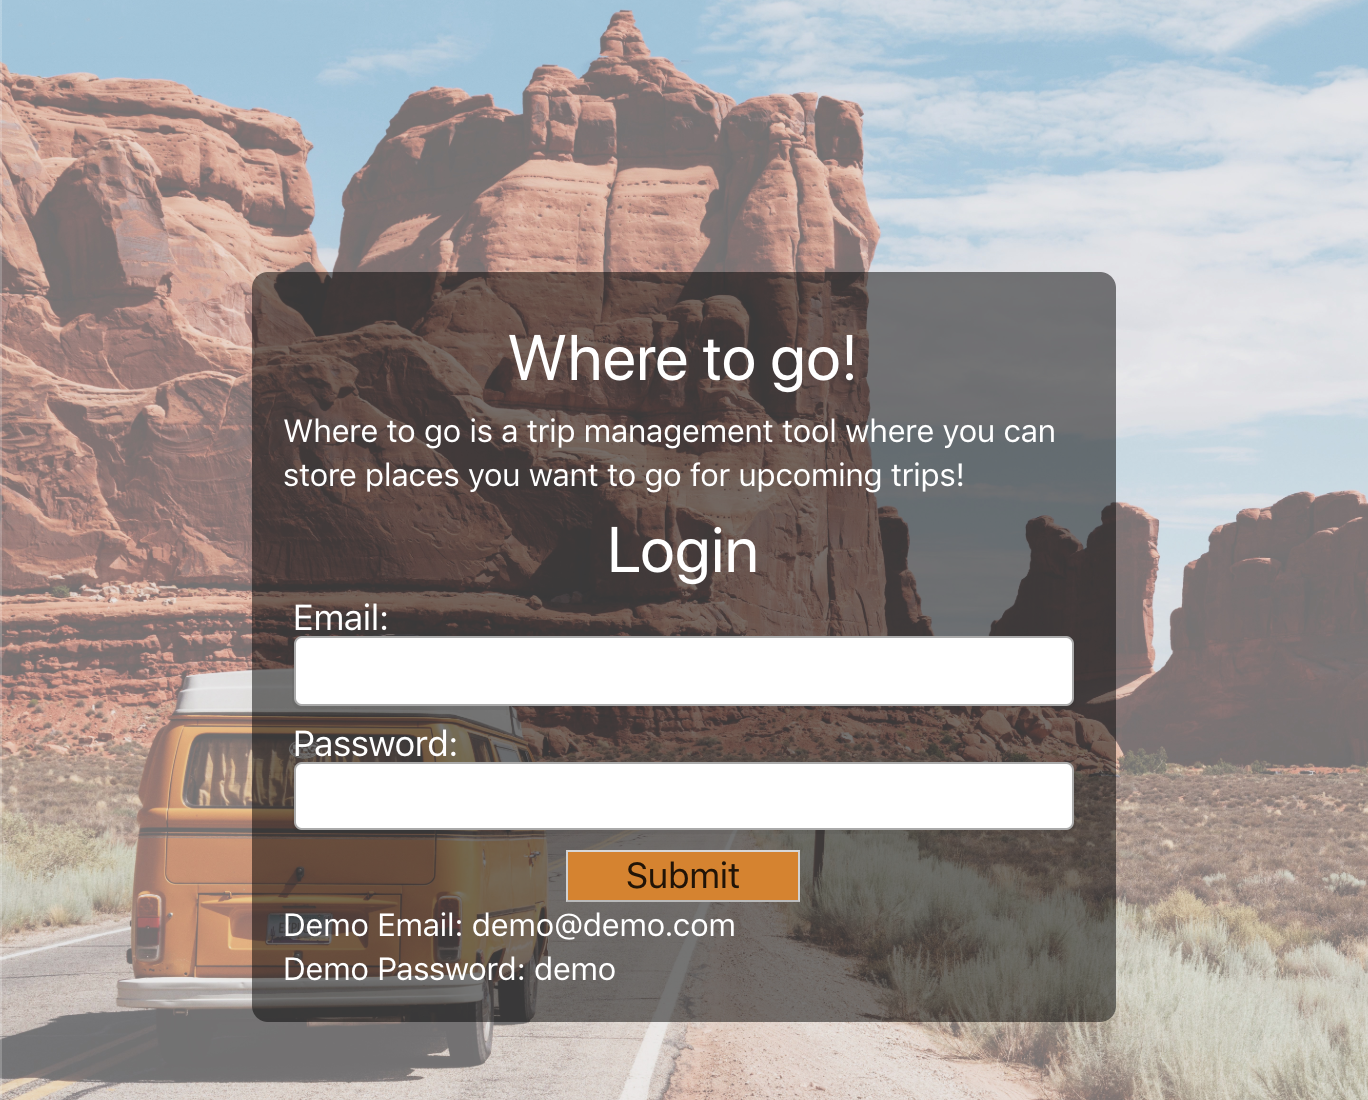 Where to go!
Where to go is a trip management tool where you can
store places you want to go for upcoming trips!
Login
Email:
Password:
Submit
Demo Email: demo@demo.com
Demo Password: demo